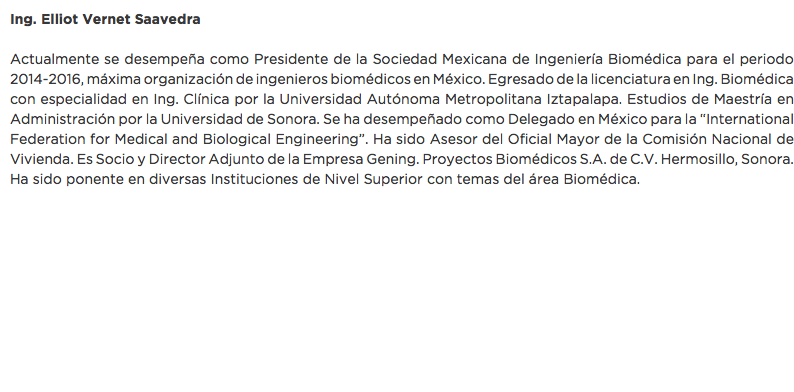 Ing. Elliot Vernet Saavedra
Actualmente se desempeña como Presidente de la Sociedad Mexicana de Ingeniería Biomédica para el periodo
2014-2016, máxima organización de ingenieros biomédicos en México. Egresado de la licenciatura en Ing. Biomédica
con especialidad en Ing. Clínica por la Universidad Autónoma Metropolitana Iztapalapa. Estudios de Maestría en
Administración por la Universidad de Sonora. Se ha desempeñado como Delegado en México para la “International
Federation for Medical and Biological Engineering”. Ha sido Asesor del Oficial Mayor de la Comisión Nacional de
Vivienda. Es Socio y Director Adjunto de la Empresa Gening. Proyectos Biomédicos S.A. de C.V. Hermosillo, Sonora.
Ha sido ponente en diversas Instituciones de Nivel Superior con temas del área Biomédica.